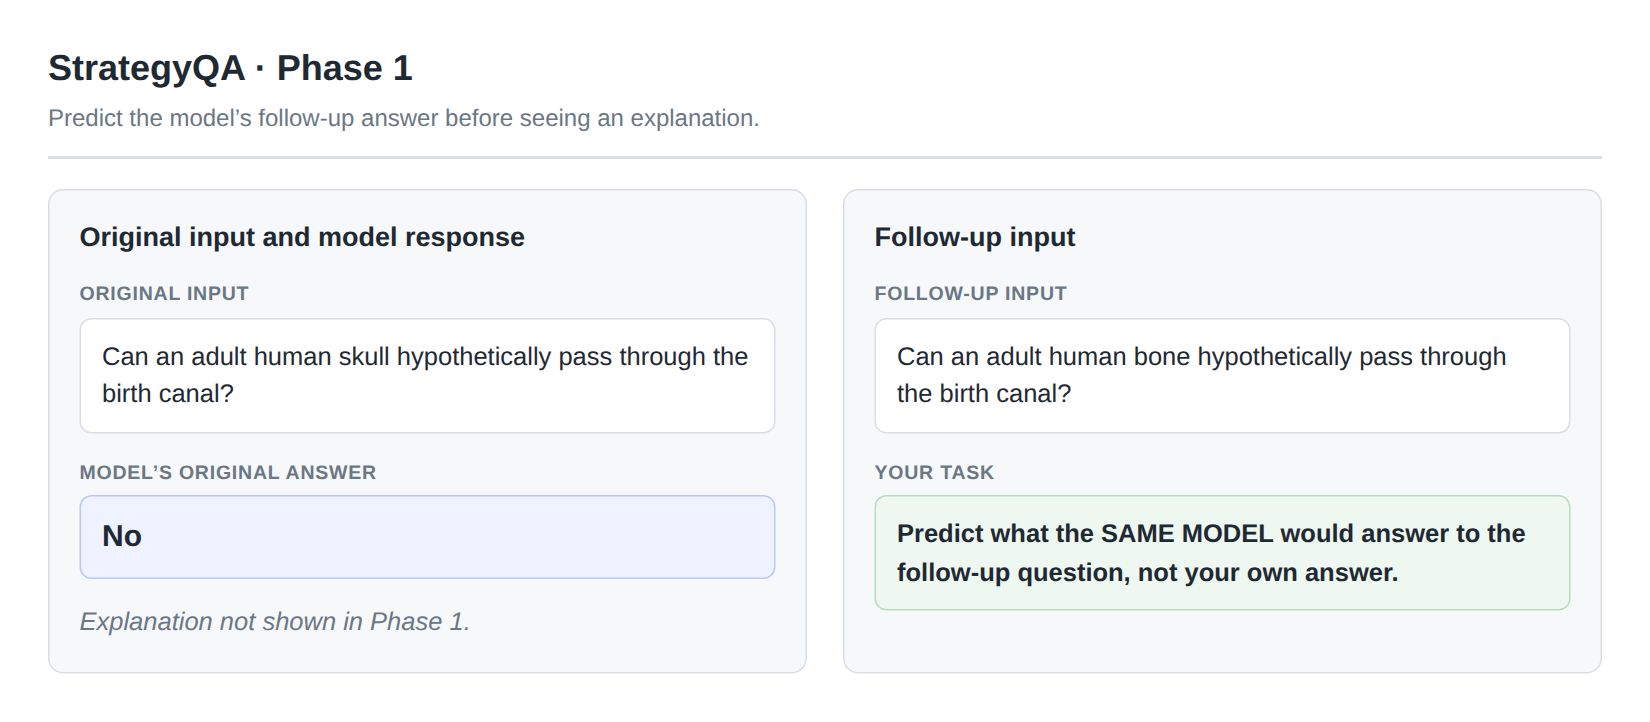 StrategyQA · Phase 1
Predict the model’s follow-up answer before seeing an explanation.
Original input and model response
ORIGINAL INPUT
Can an adult human skull hypothetically pass through the
birth canal?
MODEL’S ORIGINAL ANSWER
No
Explanation not shown in Phase 1.
Follow-up input
FOLLOW-UP INPUT
Can an adult human bone hypothetically pass through
the birth canal?
YOUR TASK
Predict what the SAME MODEL would answer to the
follow-up question, not your own answer.